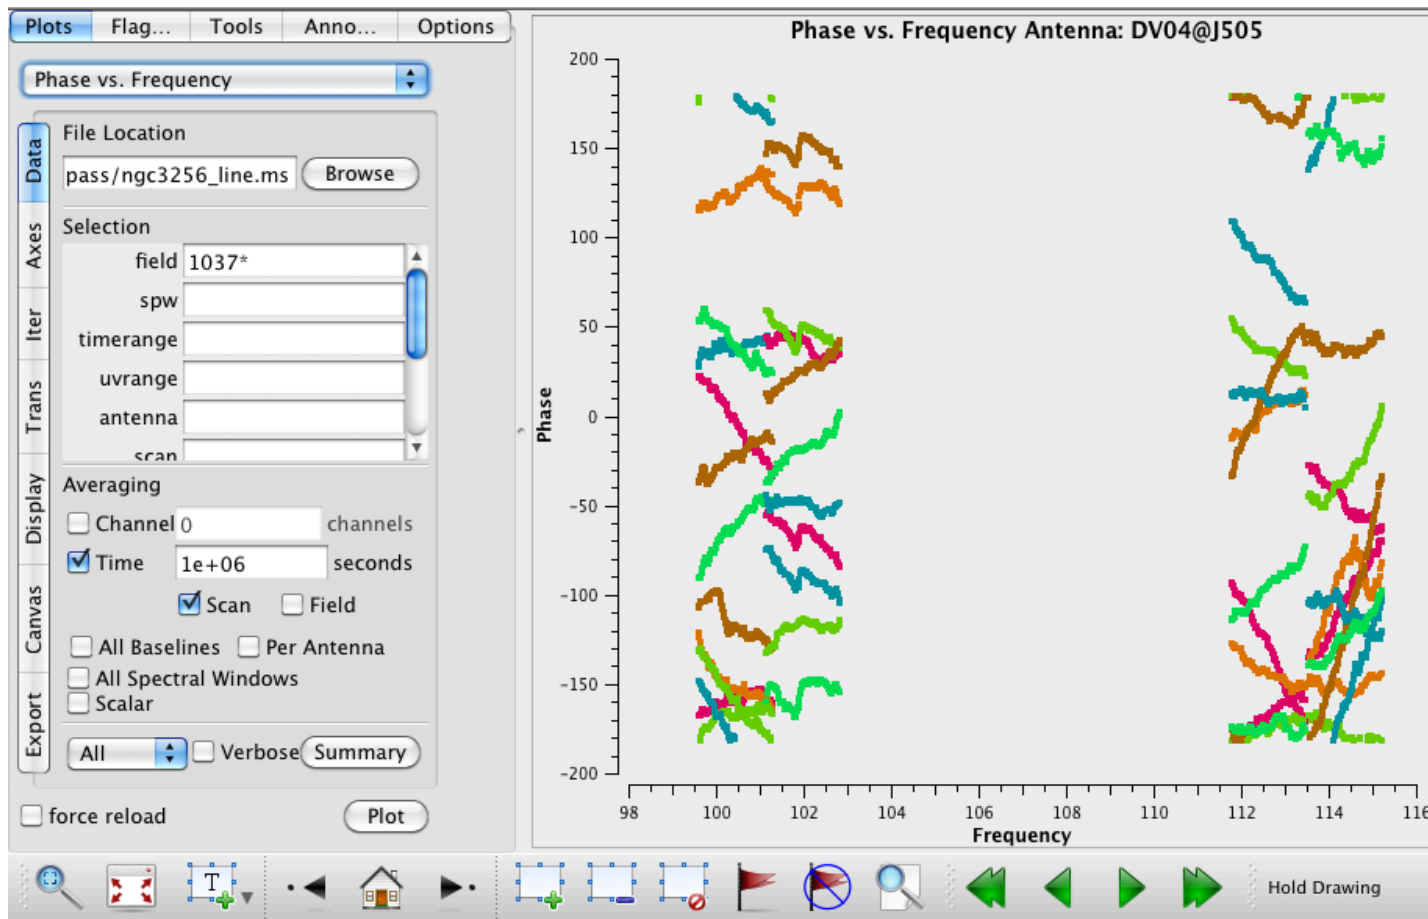 Plots Flag... Tools Anno... Options
Phase vs. Frequency
Data
Axes
Iter
Trans
Display
Canvas
Export
File Location
pass/ngc3256_line.ms Browse
Selection
field 1037*
spw
timerange
uvrange
antenna
scan
Averaging
Channel 0 channels
Time 1e+06 seconds
Scan Field
All Baselines Per Antenna
All Spectral Windows
Scalar
All Verbose Summary
force reload Plot
Phase vs. Frequency Antenna: DV04@J505
200
150
100
50
0
-50
-100
-150
-200
Phase
98 100 102 104 106 108 110 112 114 116
Frequency
T
Hold Drawing